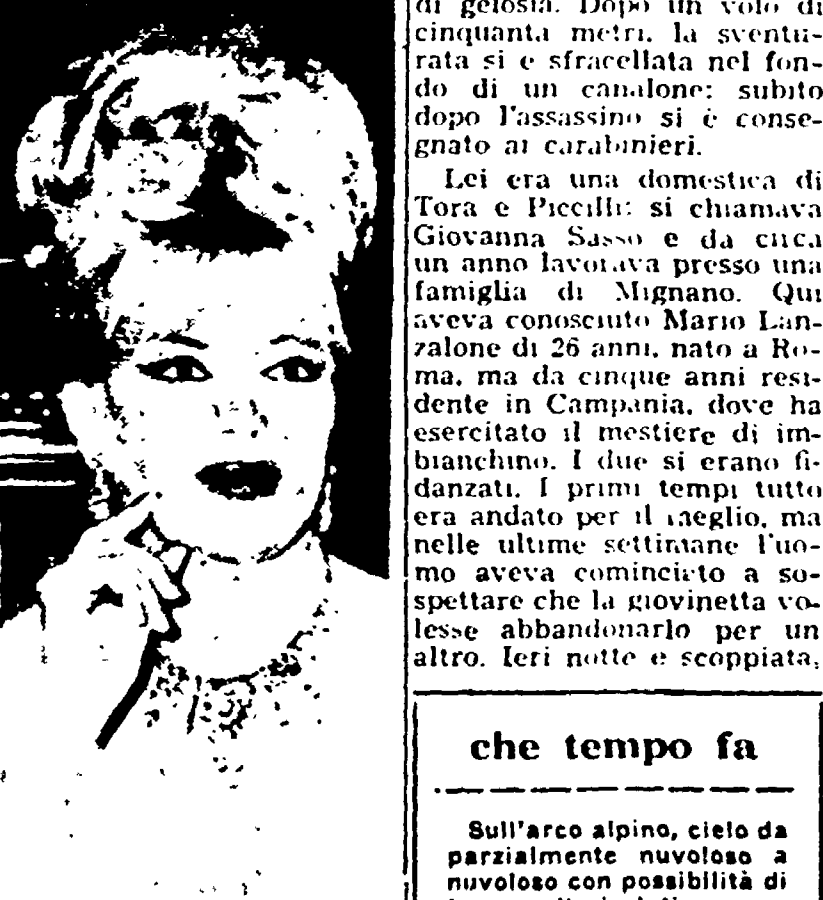 di gelosia. Dopo un volo di
cinquanta metri, la sventu-
rata si è sfracellata nel fon-
do di un canalone: subito
dopo l'assassino si è conse-
gnato ai carabinieri.
Lei era una domestica di
Tora e Piccilli: si chiamava
Giovanna Sasso e da circa
un anno lavorava presso una
famiglia di Mignano. Qui
aveva conosciuto Mario Lan-
zalone di 26 anni, nato a Ro-
ma, ma da cinque anni resi-
dente in Campania, dove ha
esercitato il mestiere di im-
bianchino. I due si erano fi-
danzati. I primi tempi tutto
era andato per il meglio, ma
nelle ultime settimane l'uo-
mo aveva cominciato a so-
spettare che la giovinetta vo-
lesse abbandonarlo per un
altro. Ieri notte è scoppiata,
che tempo fa
Sull'arco alpino, cielo da
parzialmente nuvoloso a
nuvoloso con possibilità di